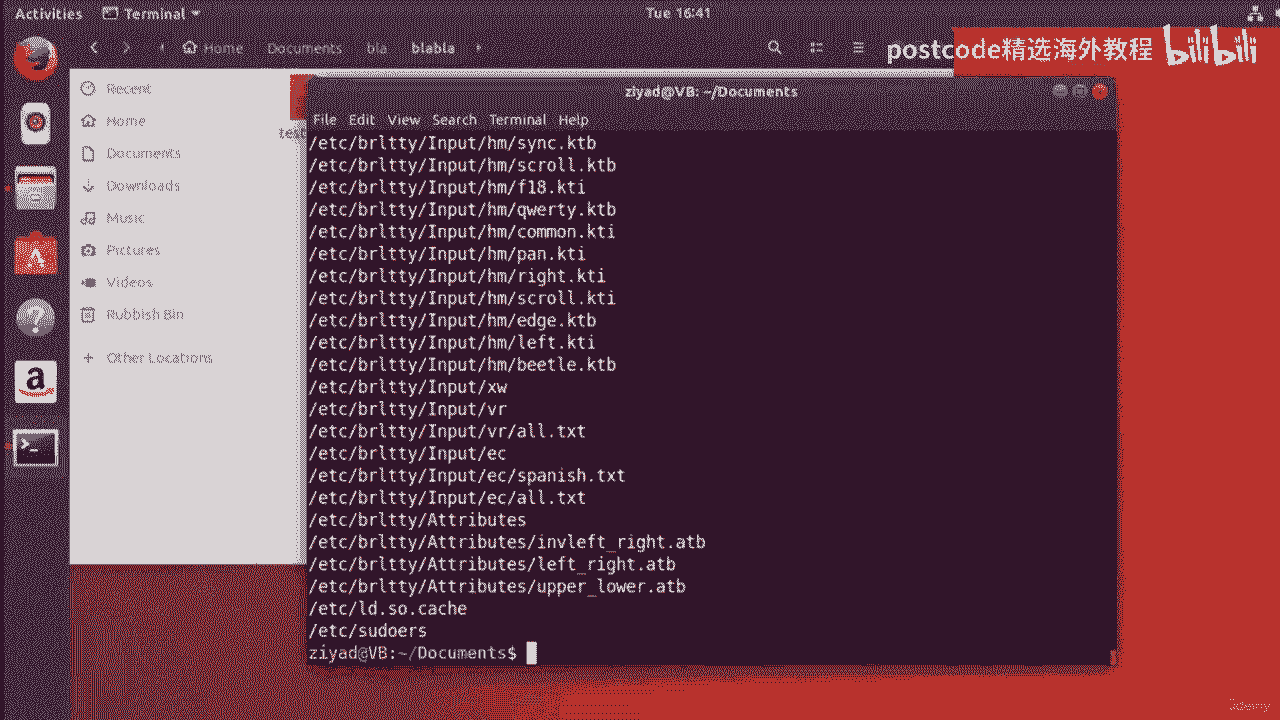 Activities Terminal Tue 16:41
Home Documents bla blabla
postcode精选海外教程 bilibili
Recent
Home
Documents
Downloads
Music
Pictures
Videos
Rubbish Bin
Other Locations
test
ziyad@VB: ~/Documents
File Edit View Search Terminal Help
/etc/brltty/Input/hm/sync.ktb
/etc/brltty/Input/hm/scroll.ktb
/etc/brltty/Input/hm/f18.kti
/etc/brltty/Input/hm/qwerty.ktb
/etc/brltty/Input/hm/common.kti
/etc/brltty/Input/hm/pan.kti
/etc/brltty/Input/hm/right.kti
/etc/brltty/Input/hm/scroll.kti
/etc/brltty/Input/hm/edge.ktb
/etc/brltty/Input/hm/left.kti
/etc/brltty/Input/hm/beetle.ktb
/etc/brltty/Input/xw
/etc/brltty/Input/vr
/etc/brltty/Input/vr/all.txt
/etc/brltty/Input/ec
/etc/brltty/Input/ec/spanish.txt
/etc/brltty/Input/ec/all.txt
/etc/brltty/Attributes
/etc/brltty/Attributes/invleft_right.atb
/etc/brltty/Attributes/left_right.atb
/etc/brltty/Attributes/upper_lower.atb
/etc/ld.so.cache
/etc/sudoers
ziyad@VB:~/Documents$
a
>_
?
Udemy